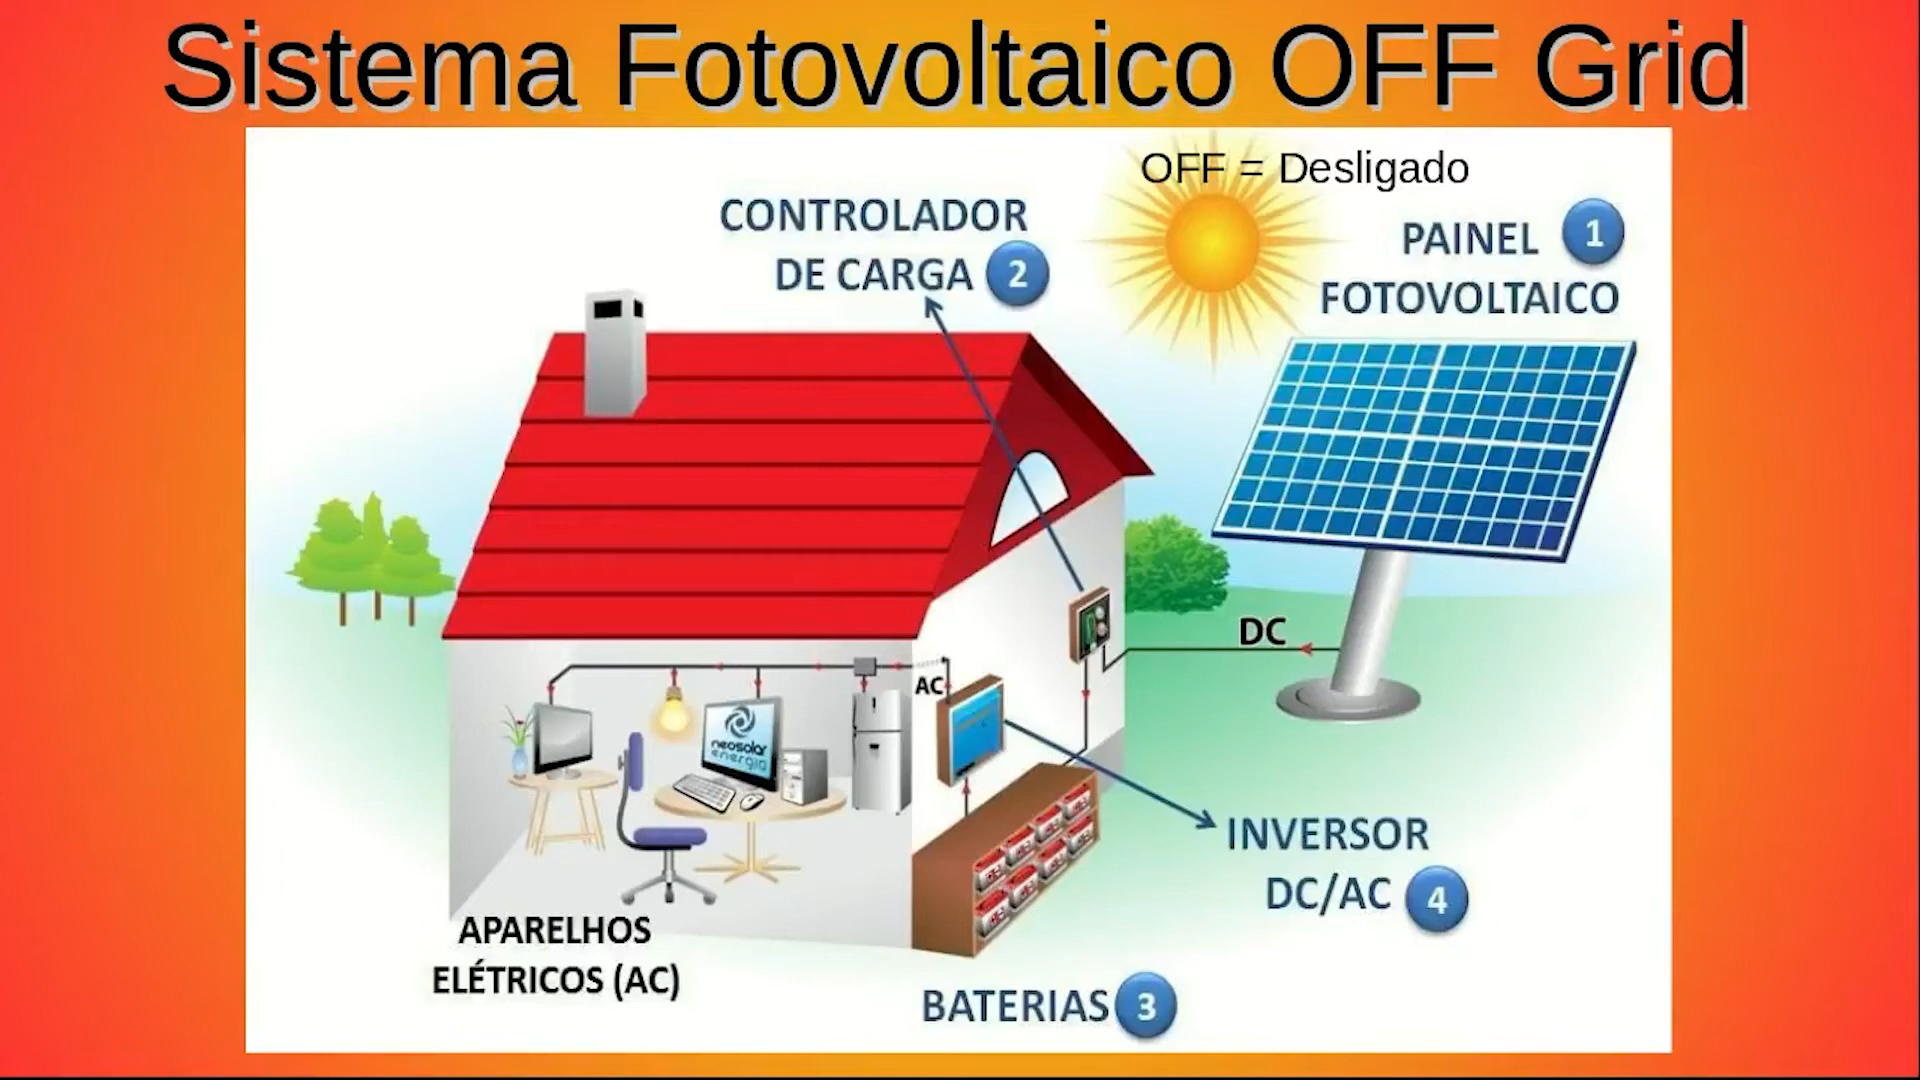 Sistema Fotovoltaico OFF Grid
OFF = Desligado
CONTROLADOR
DE CARGA 2
PAINEL 1
FOTOVOLTAICO
DC
AC
neosolar
energia
INVERSOR
DC/AC 4
APARELHOS
ELÉTRICOS (AC)
BATERIAS 3